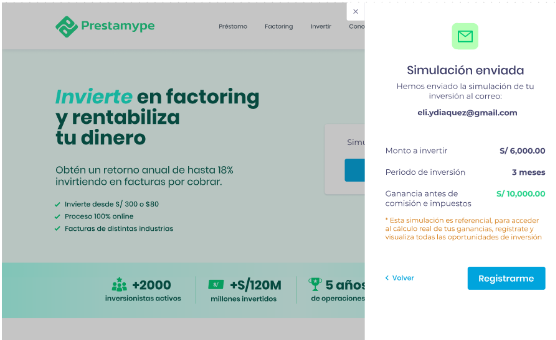 Prestamype
Préstamo
Factoring
Invertir
Invierte en factoring
y rentabiliza
tu dinero
Obtén un retorno anual de hasta 18%
invirtiendo en facturas por cobrar.
Invierte desde S/ 300 o $80
Proceso 100% online
Facturas de distintas industrias
+2000
inversionistas activos
+S/120M
millones invertidos
5 años
de operaciones
Simulación enviada
Hemos enviado la simulación de tu
inversión al correo:
eli.ydiaquez@gmail.com
Monto a invertir
S/ 6,000.00
Periodo de inversión
3 meses
Ganancia antes de
comisión e impuestos
S/ 10,000.00
* Esta simulación es referencial, para acceder
al cálculo real de tus ganancias, regístrate y
visualiza todas las oportunidades de inversión
Volver
Registrarme